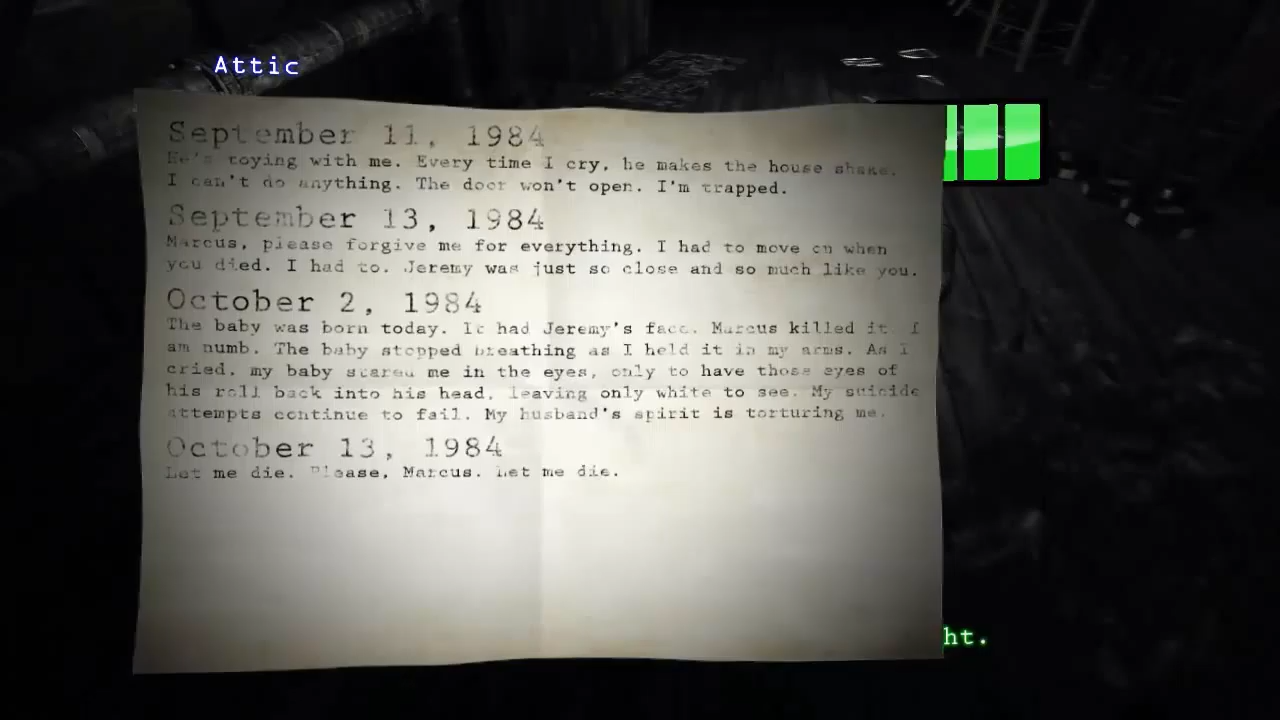 Attic
September 11, 1984
He's toying with me. Every time I cry, he makes the house shake.
I can't do anything. The door won't open. I'm trapped.
September 13, 1984
Marcus, please forgive me for everything. I had to move on when
you died. I had to. Jeremy was just so close and so much like you.
October 2, 1984
The baby was born today. It had Jeremy's face. Marcus killed it. I
am numb. The baby stopped breathing as I held it in my arms. As I
cried, my baby stared me in the eyes, only to have those eyes of
his roll back into his head, leaving only white to see. My suicide
attempts continue to fail. My husband's spirit is torturing me.
October 13, 1984
Let me die. Please, Marcus. Let me die.
ht.